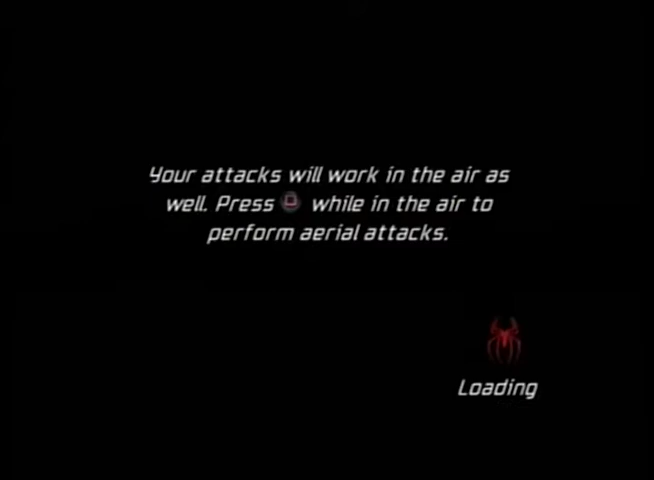 Your attacks will work in the air as
well. Press while in the air to
perform aerial attacks.
Loading